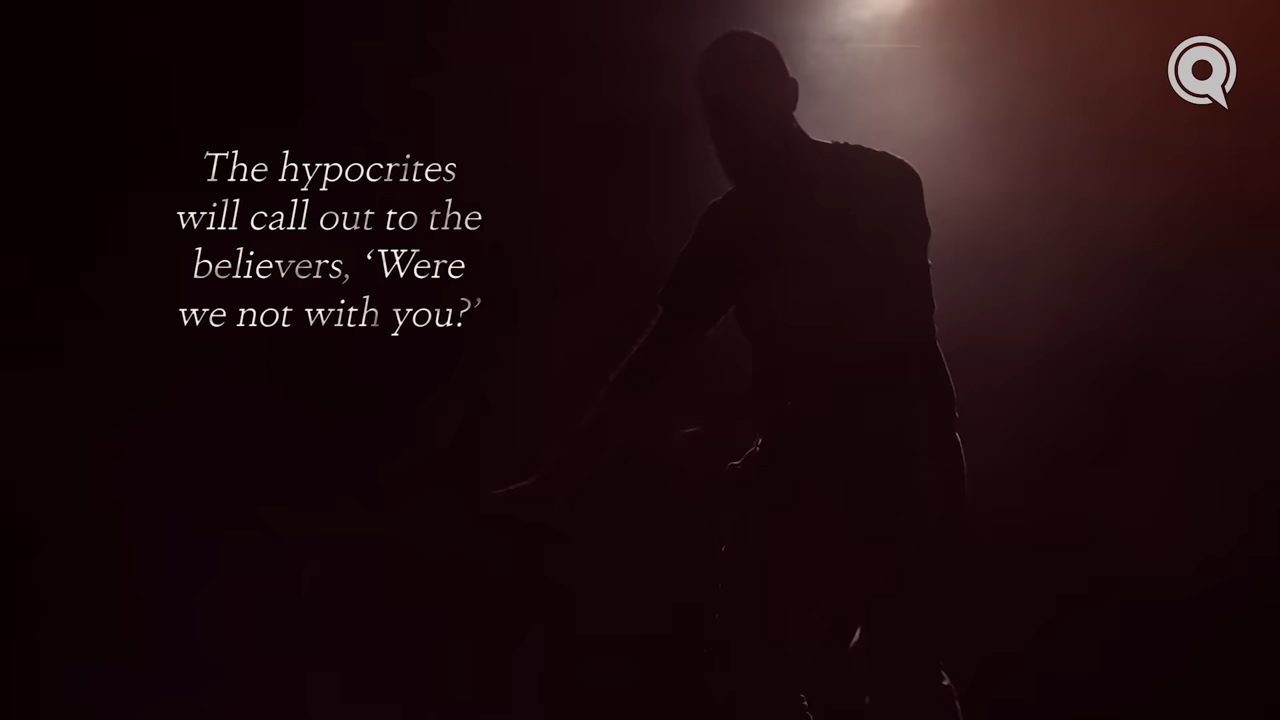 The hypocrites
will call out to the
believers, ‘Were
we not with you?’